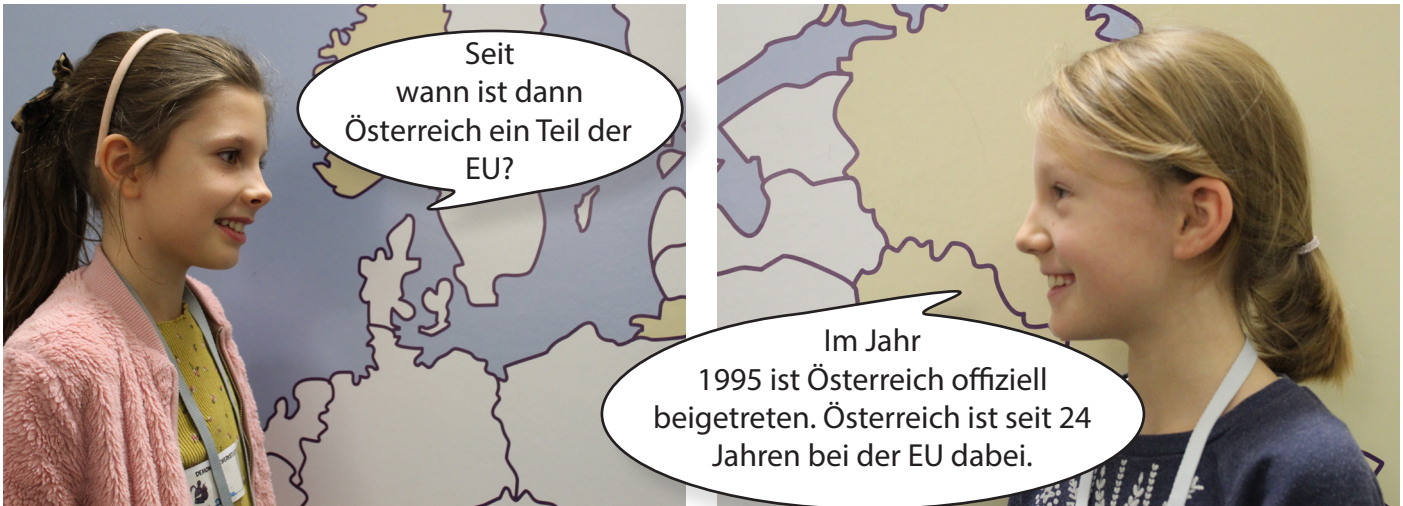 Seit
wann ist dann
Österreich ein Teil der
EU?
Im Jahr
1995 ist Österreich offiziell
beigetreten. Österreich ist seit 24
Jahren bei der EU dabei.